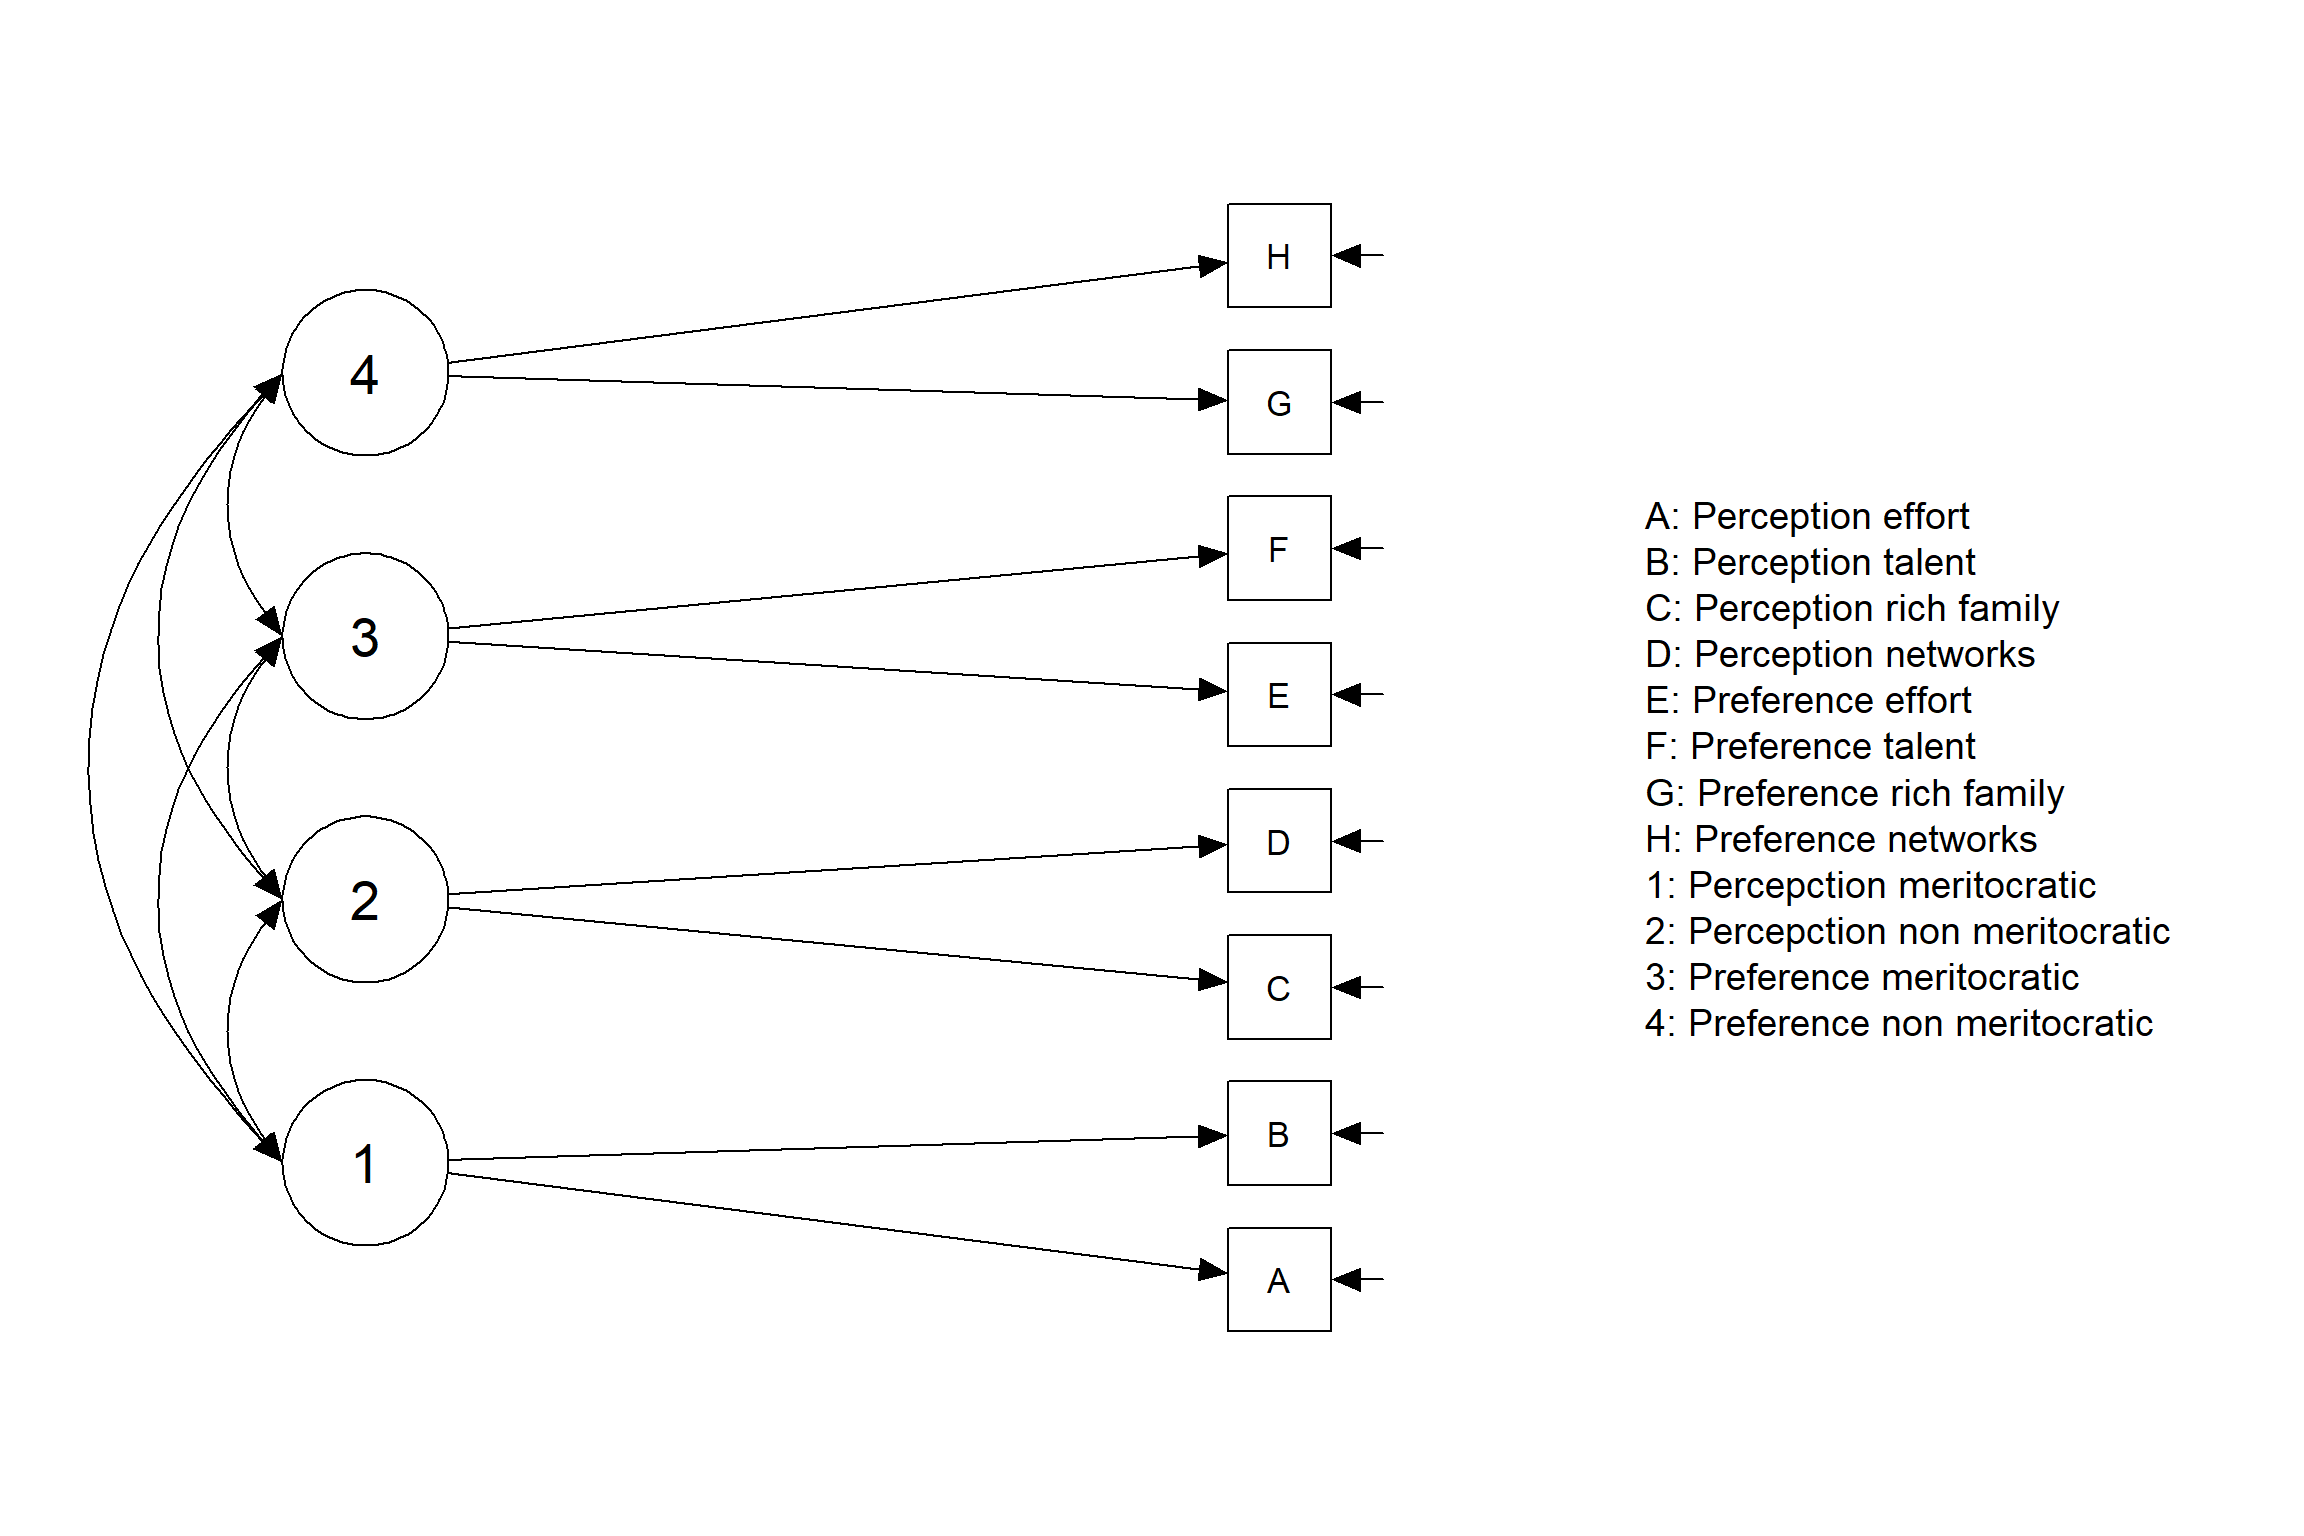 H
4
G
F
3
E
D
2
C
B
1
A
A: Perception effort
B: Perception talent
C: Perception rich family
D: Perception networks
E: Preference effort
F: Preference talent
G: Preference rich family
H: Preference networks
1: Percepction meritocratic
2: Percepction non meritocratic
3: Preference meritocratic
4: Preference non meritocratic